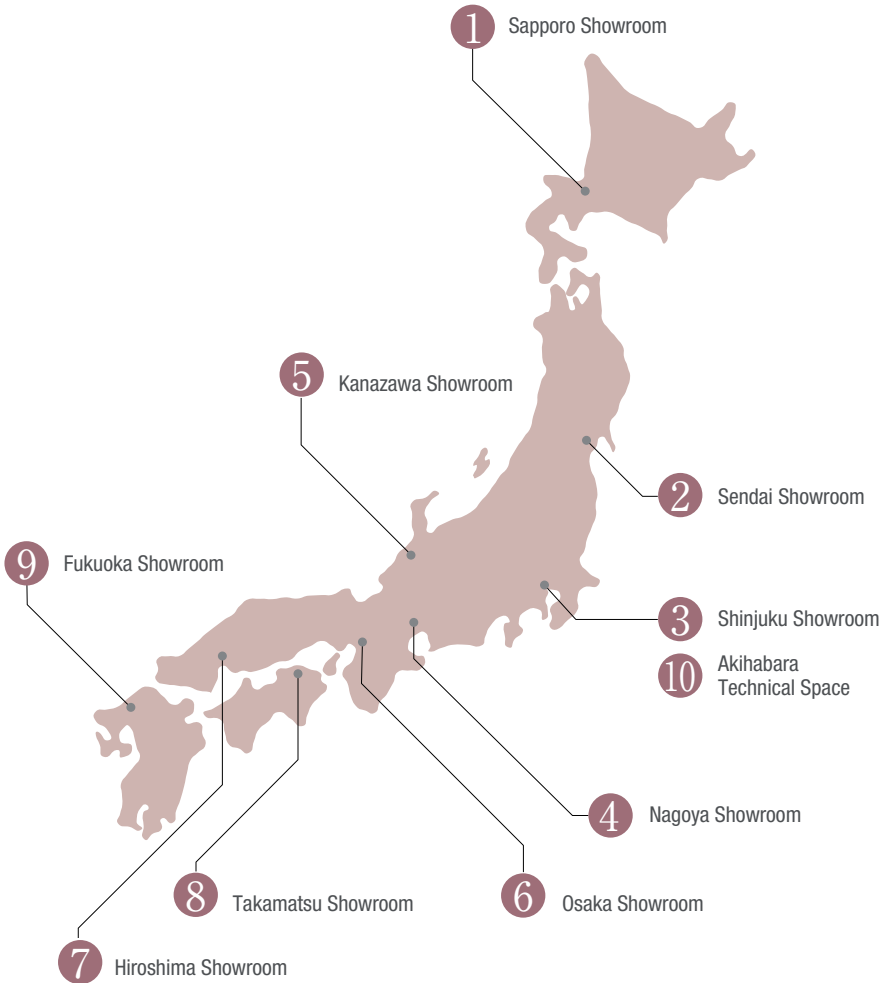 1 Sapporo Showroom
5 Kanazawa Showroom
2 Sendai Showroom
9 Fukuoka Showroom
3 Shinjuku Showroom
10 Akihabara
Technical Space
4 Nagoya Showroom
8 Takamatsu Showroom
6 Osaka Showroom
7 Hiroshima Showroom